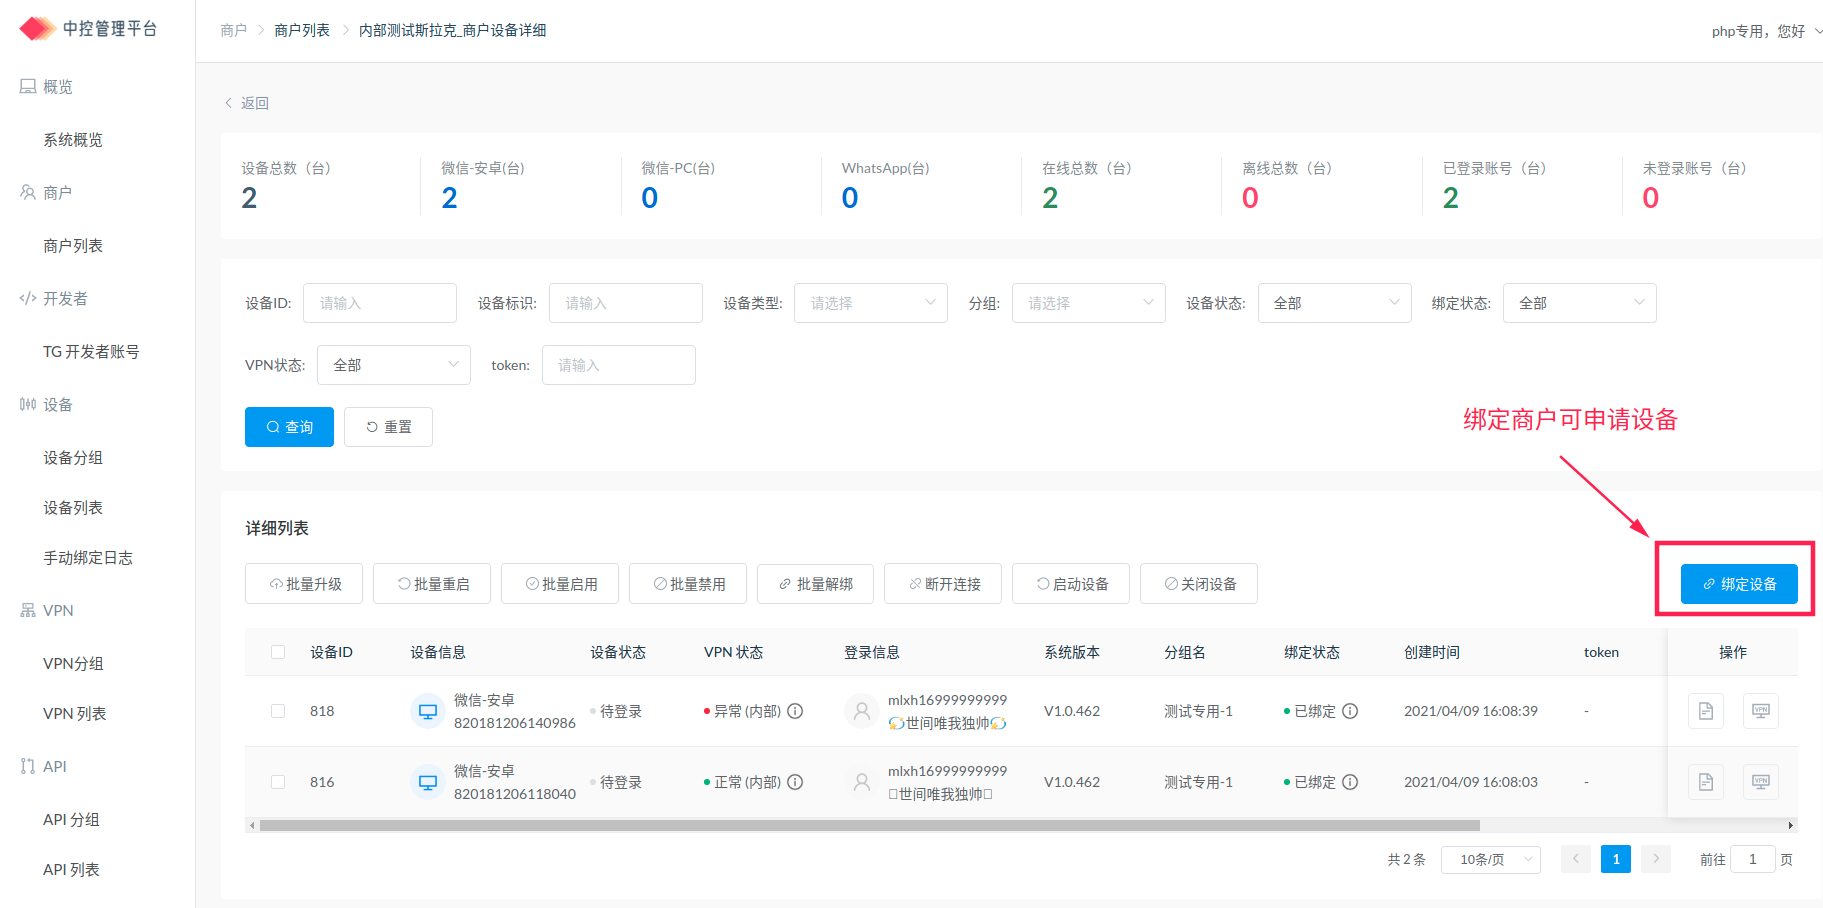 中控管理平台
商户 > 商户列表 > 内部测试斯拉克_商户设备详细
php专用，您好
概览
系统概览
商户
商户列表
开发者
TG 开发者账号
设备
设备分组
设备列表
手动绑定日志
VPN
VPN分组
VPN 列表
API
API 分组
API 列表
返回
设备总数（台） 微信-安卓(台) 微信-PC(台) WhatsApp(台) 在线总数（台） 离线总数（台） 已登录账号（台） 未登录账号（台）
2 2 0 0 2 0 2 0
设备ID: 请输入 设备标识: 请输入 设备类型: 请选择 分组: 请选择 设备状态: 全部 绑定状态: 全部
VPN状态: 全部 token: 请输入
查询 重置
绑定商户可申请设备
详细列表
批量升级 批量重启 批量启用 批量禁用 批量解绑 断开连接 启动设备 关闭设备 绑定设备
设备ID 设备信息 设备状态 VPN 状态 登录信息 系统版本 分组名 绑定状态 创建时间 token 操作
818 微信-安卓 820181206140986 待登录 异常 (内部) mlxh16999999999 💫世间唯我独帅💫 V1.0.462 测试专用-1 已绑定 2021/04/09 16:08:39 - VPN
816 微信-安卓 820181206118040 待登录 正常 (内部) mlxh16999999999 □世间唯我独帅□ V1.0.462 测试专用-1 已绑定 2021/04/09 16:08:03 - VPN
共 2 条 10条/页 1 前往 1 页